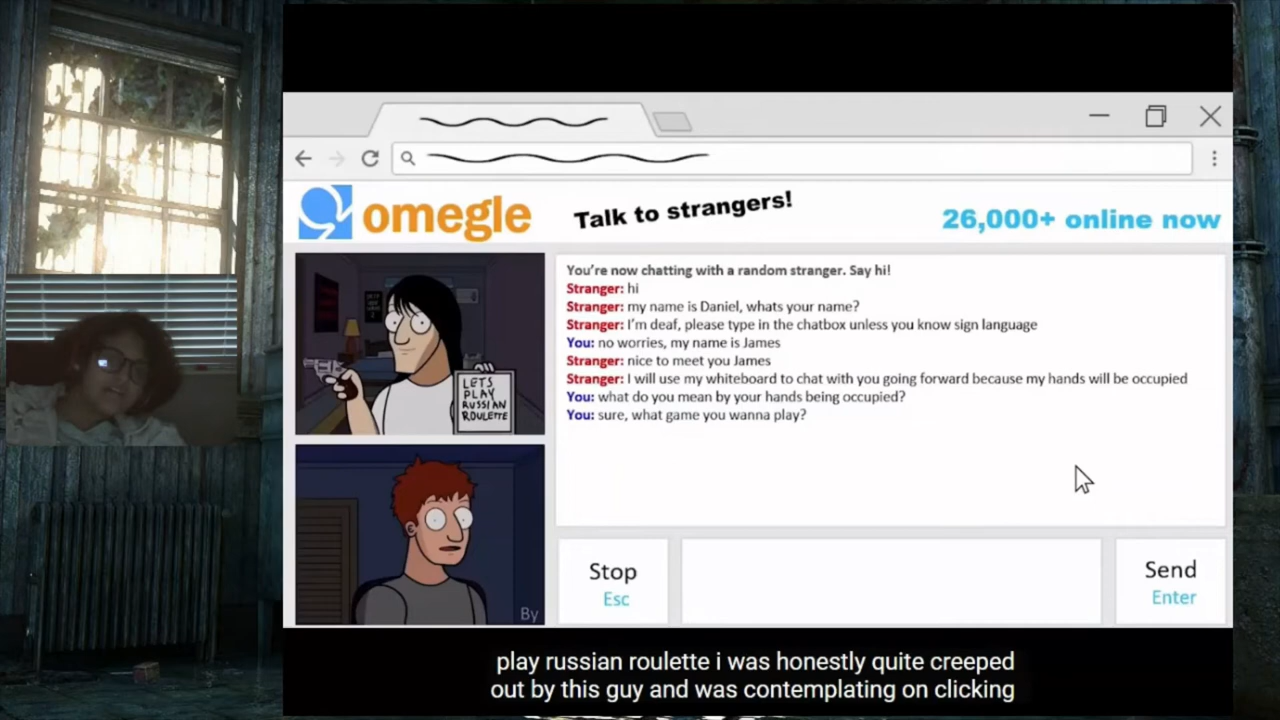 omegle
Talk to strangers!
26,000+ online now
You're now chatting with a random stranger. Say hi!
Stranger: hi
Stranger: my name is Daniel, whats your name?
Stranger: I'm deaf, please type in the chatbox unless you know sign language
You: no worries, my name is James
Stranger: nice to meet you James
Stranger: I will use my whiteboard to chat with you going forward because my hands will be occupied
You: what do you mean by your hands being occupied?
You: sure, what game you wanna play?
LETS
PLAY
RUSSIAN
ROULETTE
By
Stop
Esc
Send
Enter
play russian roulette i was honestly quite creeped
out by this guy and was contemplating on clicking